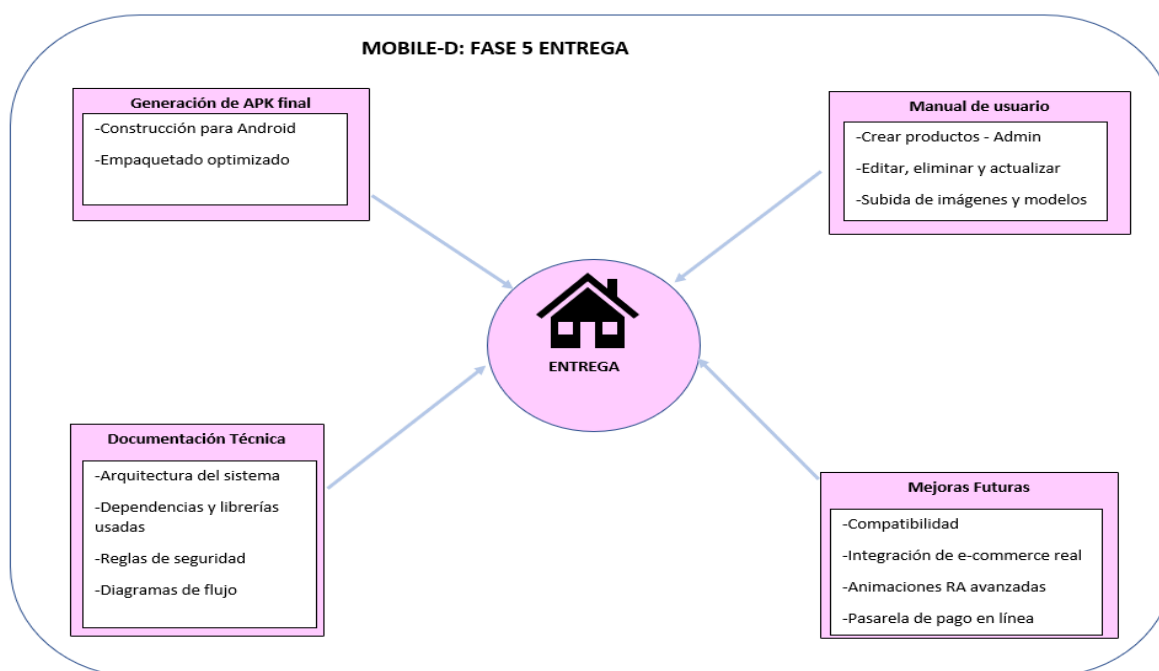 MOBILE-D: FASE 5 ENTREGA
Generación de APK final
-Construcción para Android
-Empaquetado optimizado
Manual de usuario
-Crear productos - Admin
-Editar, eliminar y actualizar
-Subida de imágenes y modelos
ENTREGA
Documentación Técnica
-Arquitectura del sistema
-Dependencias y librerías
usadas
-Reglas de seguridad
-Diagramas de flujo
Mejoras Futuras
-Compatibilidad
-Integración de e-commerce real
-Animaciones RA avanzadas
-Pasarela de pago en línea